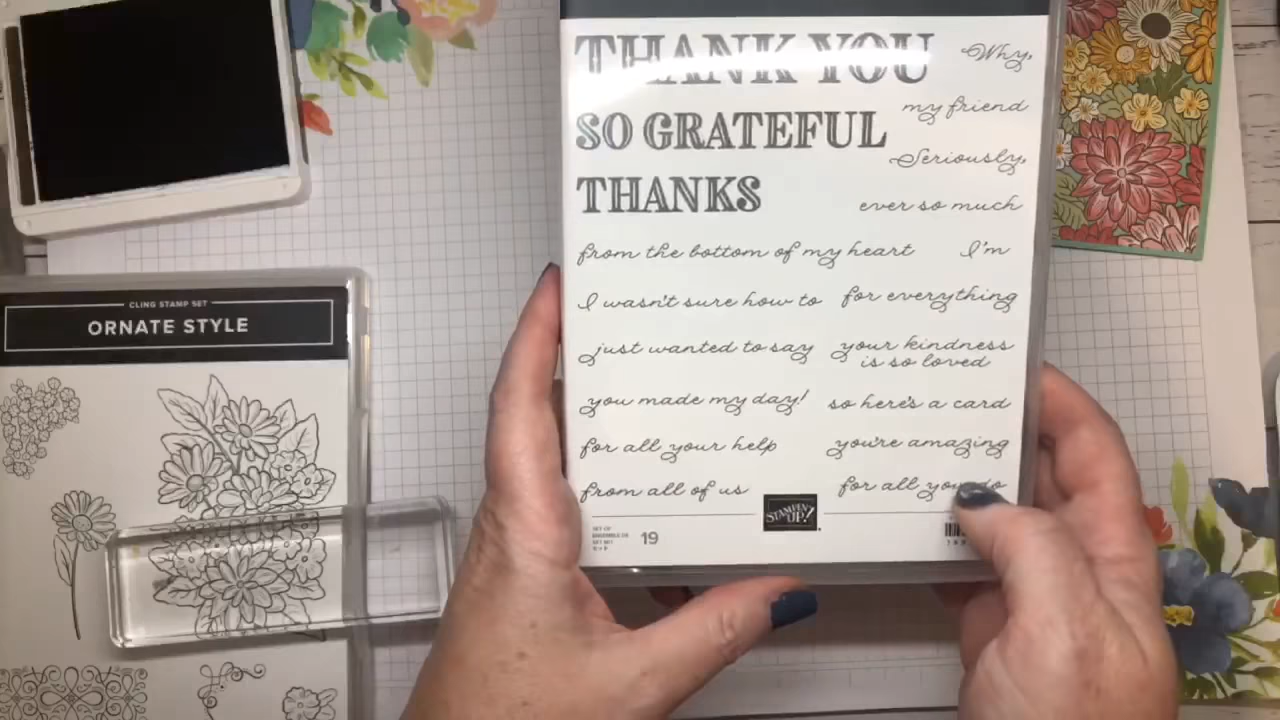 THANK YOU
Why,
my friend
SO GRATEFUL
Seriously,
THANKS
ever so much
from the bottom of my heart
I'm
I wasn't sure how to
for everything
just wanted to say
your kindness
is so loved
you made my day!
so here's a card
for all your help
you're amazing
from all of us
for all you do
STAMPIN' UP!
SET OF
19
CLING STAMP SET
ORNATE STYLE